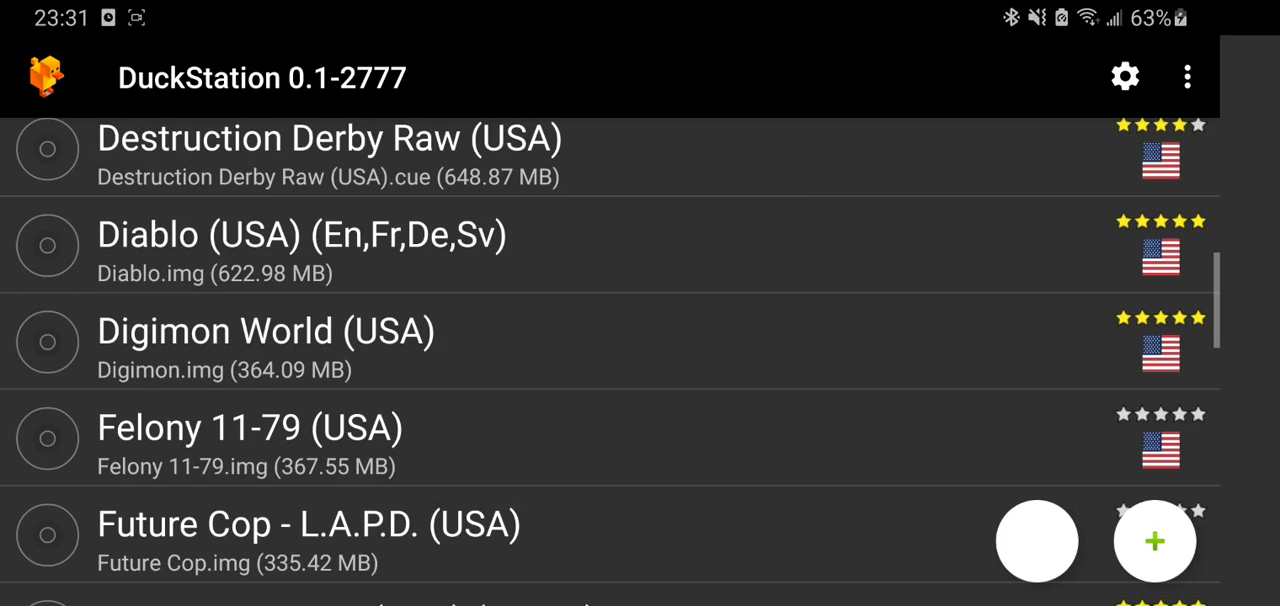 23:31
63%
DuckStation 0.1-2777
Destruction Derby Raw (USA)
Destruction Derby Raw (USA).cue (648.87 MB)
Diablo (USA) (En,Fr,De,Sv)
Diablo.img (622.98 MB)
Digimon World (USA)
Digimon.img (364.09 MB)
Felony 11-79 (USA)
Felony 11-79.img (367.55 MB)
Future Cop - L.A.P.D. (USA)
Future Cop.img (335.42 MB)